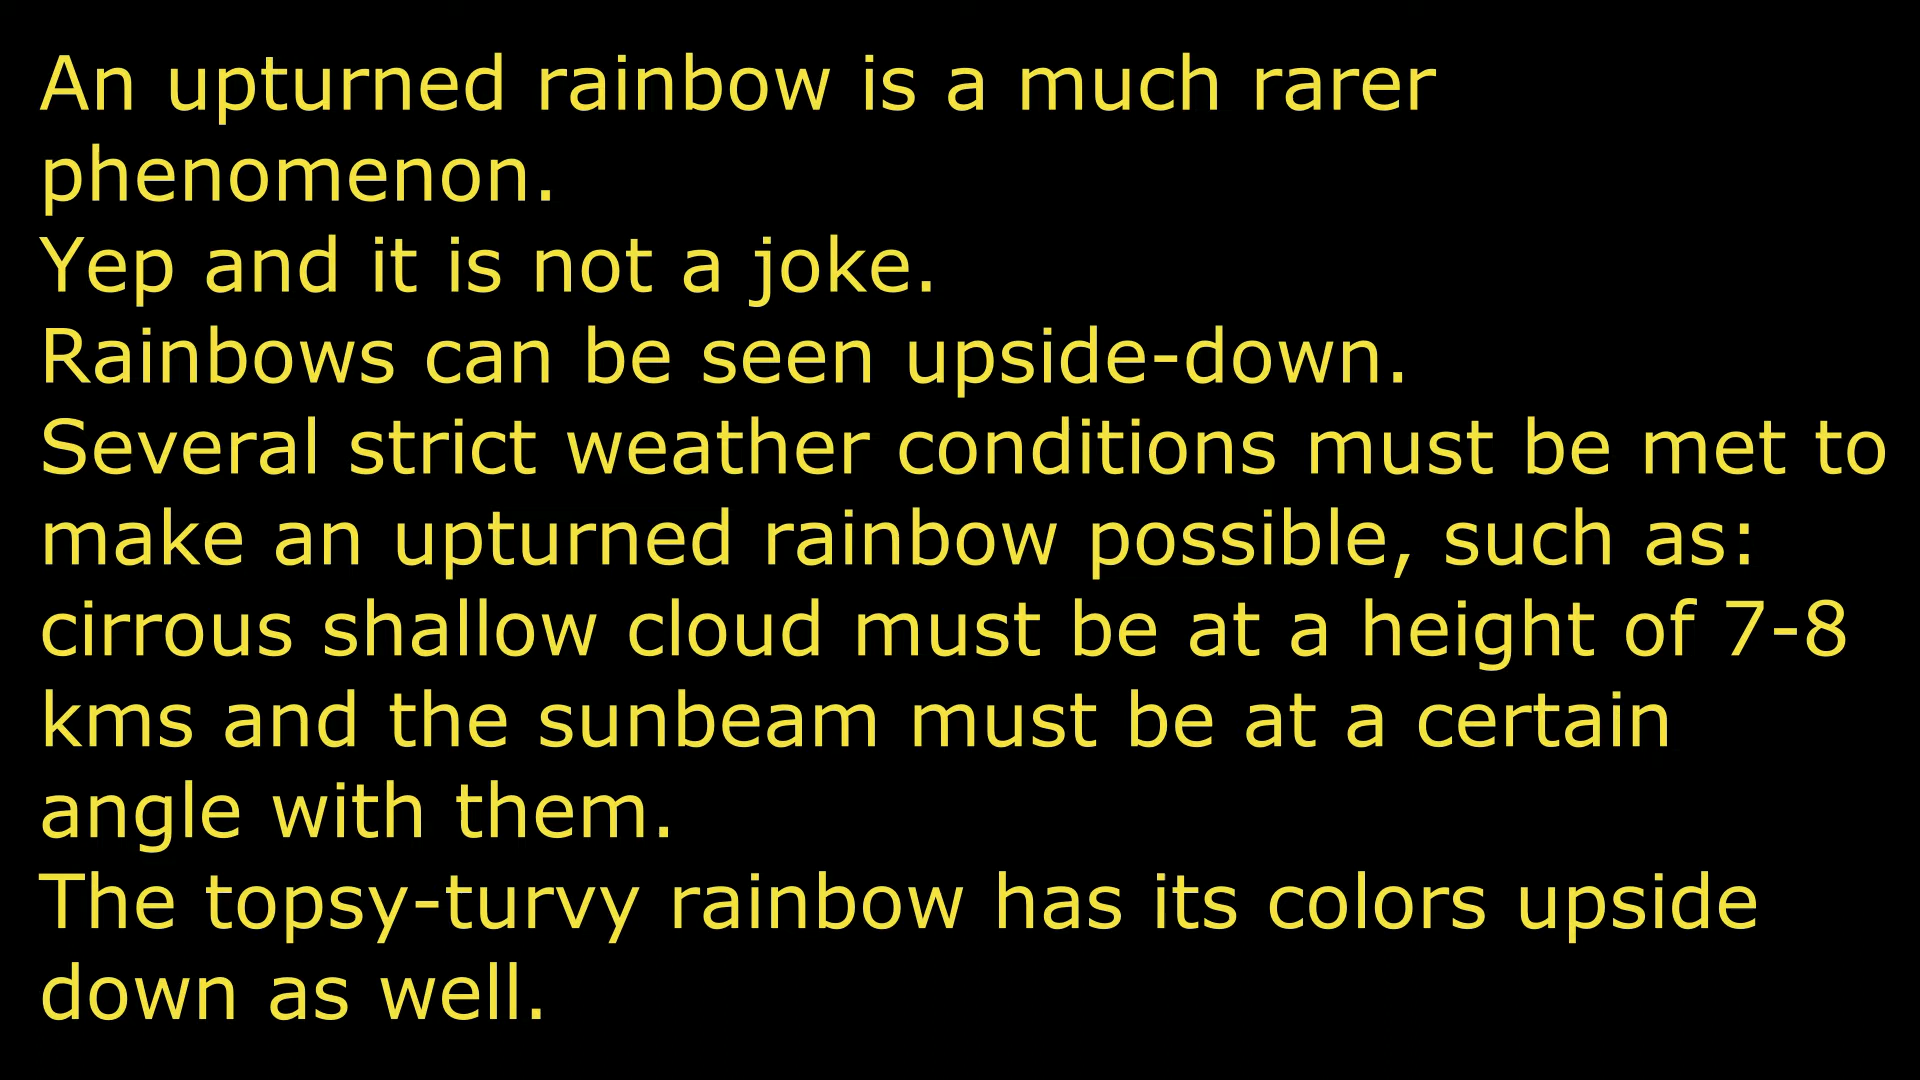 An upturned rainbow is a much rarer
phenomenon.
Yep and it is not a joke.
Rainbows can be seen upside-down.
Several strict weather conditions must be met to
make an upturned rainbow possible, such as:
cirrous shallow cloud must be at a height of 7-8
kms and the sunbeam must be at a certain
angle with them.
The topsy-turvy rainbow has its colors upside
down as well.